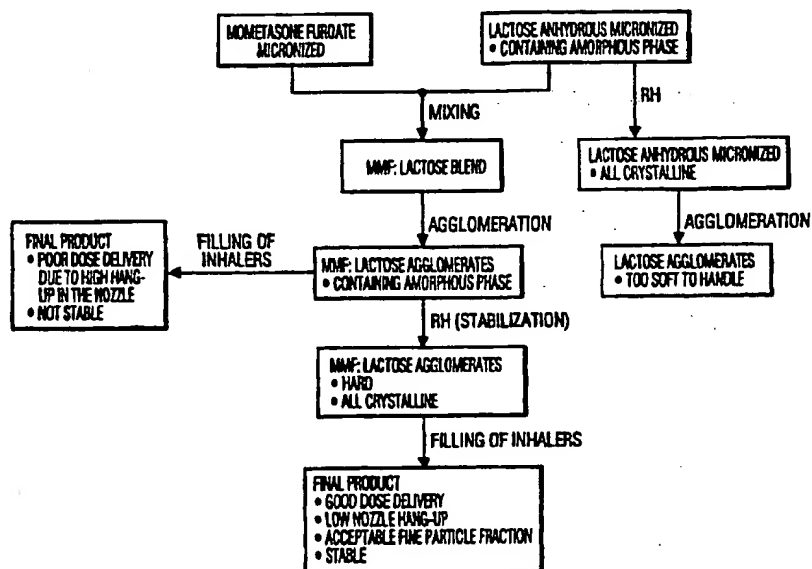 MOMETASONE FUROATE
MICRONIZED
LACTOSE ANHYDROUS MICRONIZED
• CONTAINING AMORPHOUS PHASE
MIXING
RH
MMF: LACTOSE BLEND
LACTOSE ANHYDROUS MICRONIZED
• ALL CRYSTALLINE
AGGLOMERATION
AGGLOMERATION
FINAL PRODUCT
• POOR DOSE DELIVERY
DUE TO HIGH HANG-
UP IN THE NOZZLE
• NOT STABLE
FILLING OF
INHALERS
MMF: LACTOSE AGGLOMERATES
• CONTAINING AMORPHOUS PHASE
LACTOSE AGGLOMERATES
• TOO SOFT TO HANDLE
RH (STABILIZATION)
MMF: LACTOSE AGGLOMERATES
• HARD
• ALL CRYSTALLINE
FILLING OF INHALERS
FINAL PRODUCT
• GOOD DOSE DELIVERY
• LOW NOZZLE HANG-UP
• ACCEPTABLE FINE PARTICLE FRACTION
• STABLE